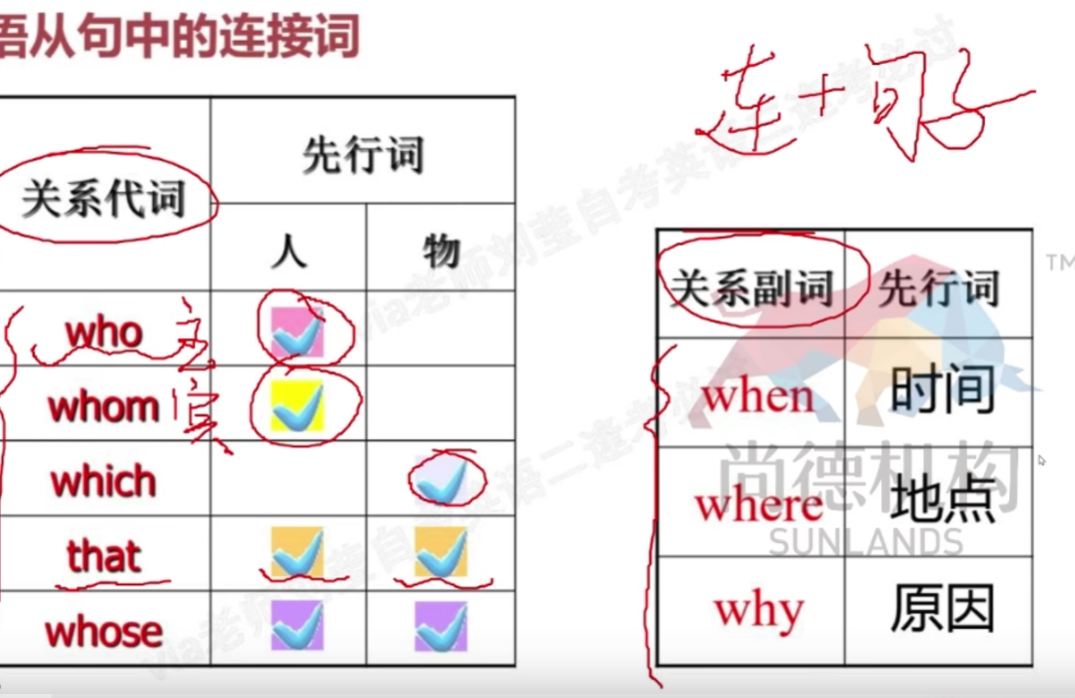 语从句中的连接词
连+句子
关系代词 先行词
人 物
who 主
whom 宾
which
that
whose
关系副词 先行词
when 时间
where 地点
why 原因
TM
尚德机构
SUNLANDS
Via老师刘莹自考英语二逢考必过